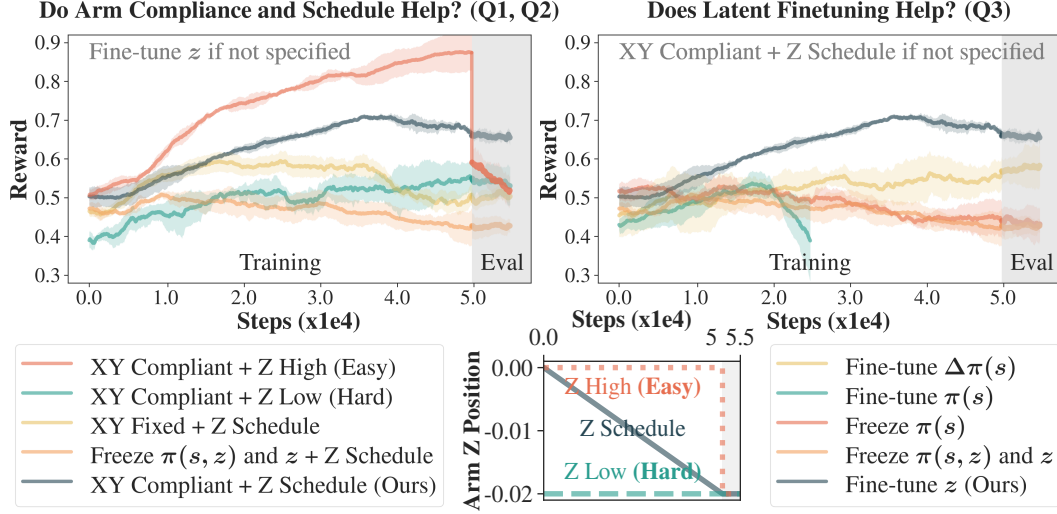 Do Arm Compliance and Schedule Help? (Q1, Q2)
Fine-tune z if not specified
Reward
0.9
0.8
0.7
0.6
0.5
0.4
0.3
Training
Eval
0.0 1.0 2.0 3.0 4.0 5.0
Steps (x1e4)
Does Latent Finetuning Help? (Q3)
XY Compliant + Z Schedule if not specified
Reward
0.9
0.8
0.7
0.6
0.5
0.4
0.3
Training
Eval
0.0 1.0 2.0 3.0 4.0 5.0
Steps (x1e4)
XY Compliant + Z High (Easy)
XY Compliant + Z Low (Hard)
XY Fixed + Z Schedule
Freeze π(s, z) and z + Z Schedule
XY Compliant + Z Schedule (Ours)
Steps (x1e4)
0.0 5 5.5
Arm Z Position
0.00
-0.01
-0.02
Z High (Easy)
Z Schedule
Z Low (Hard)
Fine-tune Δπ(s)
Fine-tune π(s)
Freeze π(s)
Freeze π(s, z) and z
Fine-tune z (Ours)